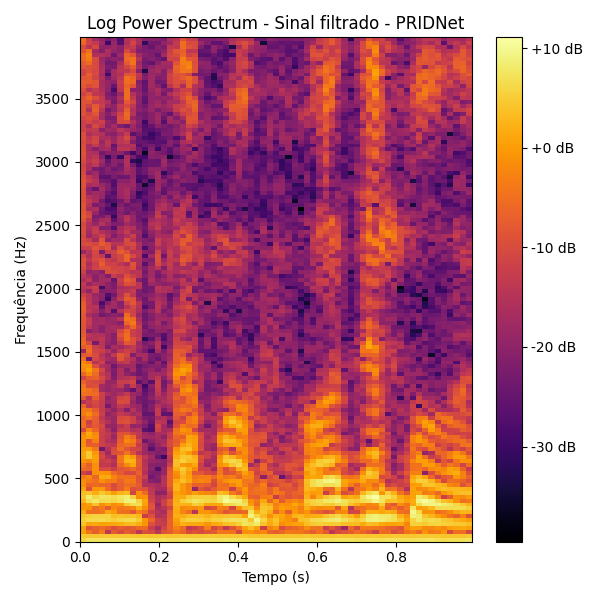 Log Power Spectrum - Sinal filtrado - PRIDNet
Frequência (Hz)
3500
3000
2500
2000
1500
1000
500
0
0.0 0.2 0.4 0.6 0.8
Tempo (s)
+10 dB
+0 dB
-10 dB
-20 dB
-30 dB